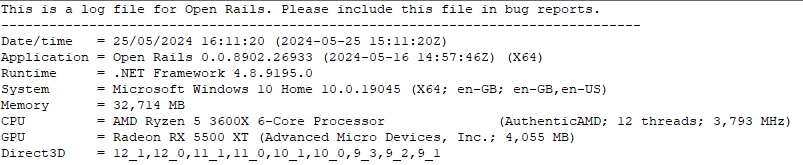 This is a log file for Open Rails. Please include this file in bug reports.
--------------------------------------------------------------------------------
Date/time   = 25/05/2024 16:11:20 (2024-05-25 15:11:20Z)
Application = Open Rails 0.0.8902.26933 (2024-05-16 14:57:46Z) (X64)
Runtime     = .NET Framework 4.8.9195.0
System      = Microsoft Windows 10 Home 10.0.19045 (X64; en-GB; en-GB,en-US)
Memory      = 32,714 MB
CPU         = AMD Ryzen 5 3600X 6-Core Processor              (AuthenticAMD; 12 threads; 3,793 MHz)
GPU         = Radeon RX 5500 XT (Advanced Micro Devices, Inc.; 4,055 MB)
Direct3D    = 12_1,12_0,11_1,11_0,10_1,10_0,9_3,9_2,9_1